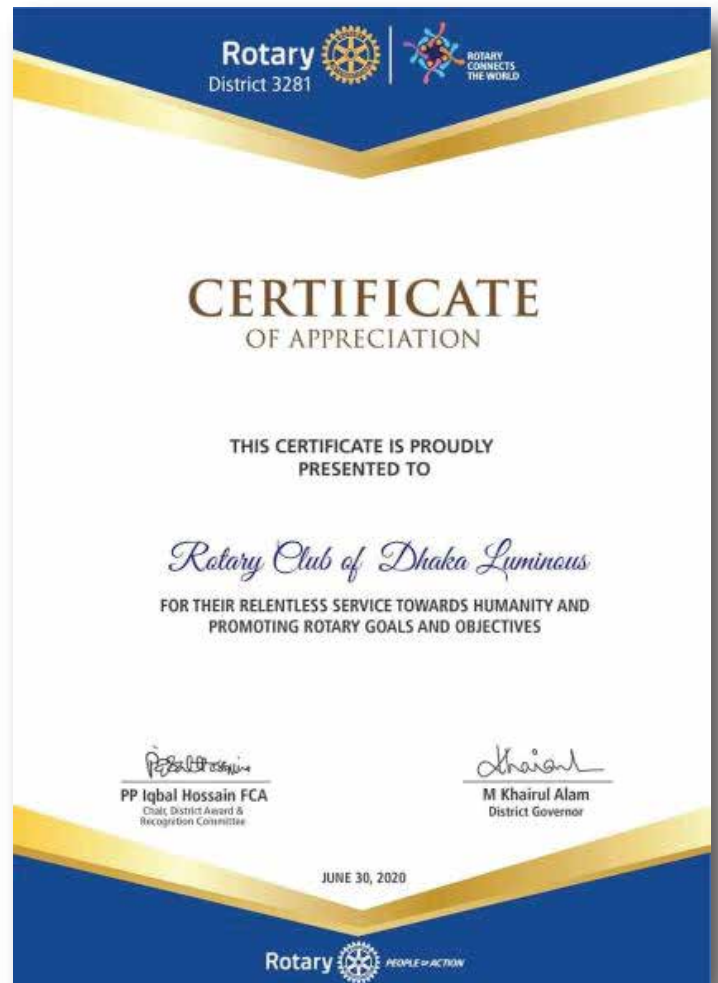 Rotary
District 3281
ROTARY
CONNECTS
THE WORLD
CERTIFICATE
OF APPRECIATION
THIS CERTIFICATE IS PROUDLY
PRESENTED TO
Rotary Club of Dhaka Luminous
FOR THEIR RELENTLESS SERVICE TOWARDS HUMANITY AND
PROMOTING ROTARY GOALS AND OBJECTIVES
PP Iqbal Hossain FCA
Chair, District Award &
Recognition Committee
M Khairul Alam
District Governor
JUNE 30, 2020
Rotary
PEOPLE OF ACTION